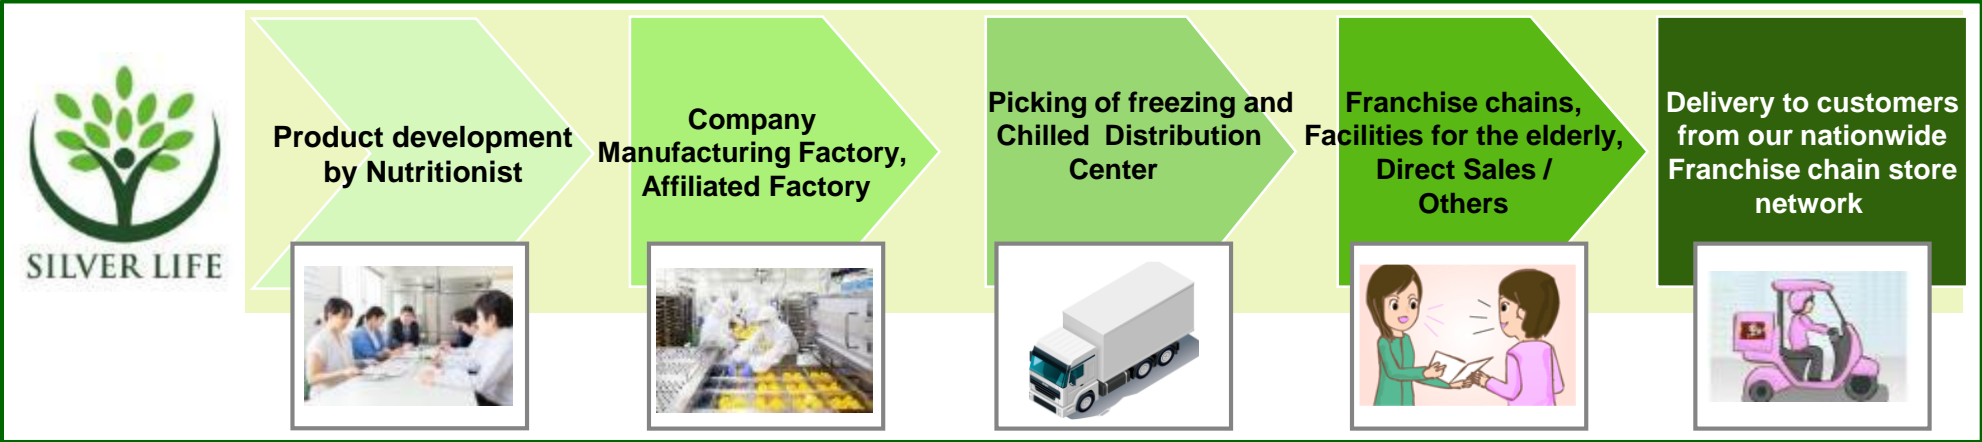 SILVER LIFE
Product development
by Nutritionist
Company
Manufacturing Factory,
Affiliated Factory
Picking of freezing and
Chilled Distribution
Center
Franchise chains,
Facilities for the elderly,
Direct Sales /
Others
Delivery to customers
from our nationwide
Franchise chain store
network